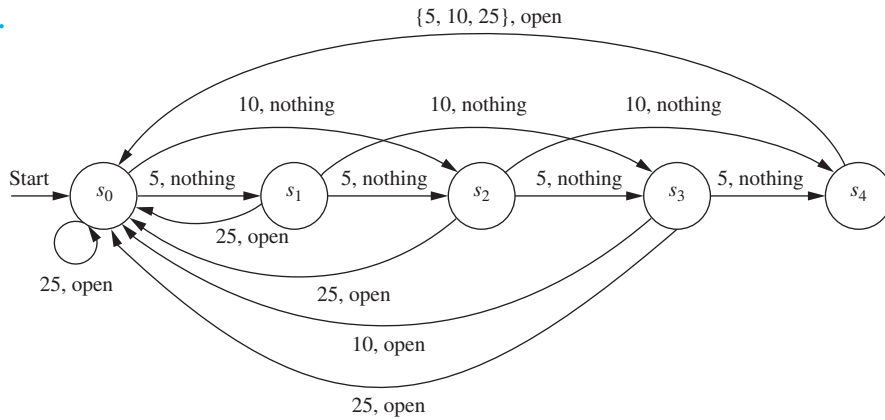 {5, 10, 25}, open
10, nothing 10, nothing 10, nothing
Start 5, nothing 5, nothing 5, nothing 5, nothing
s0 s1 s2 s3 s4
25, open
25, open 25, open
10, open
25, open